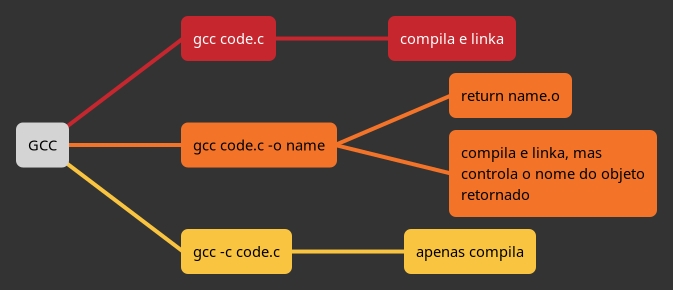 GCC
gcc code.c
compila e linka
gcc code.c -o name
return name.o
compila e linka, mas
controla o nome do objeto
retornado
gcc -c code.c
apenas compila